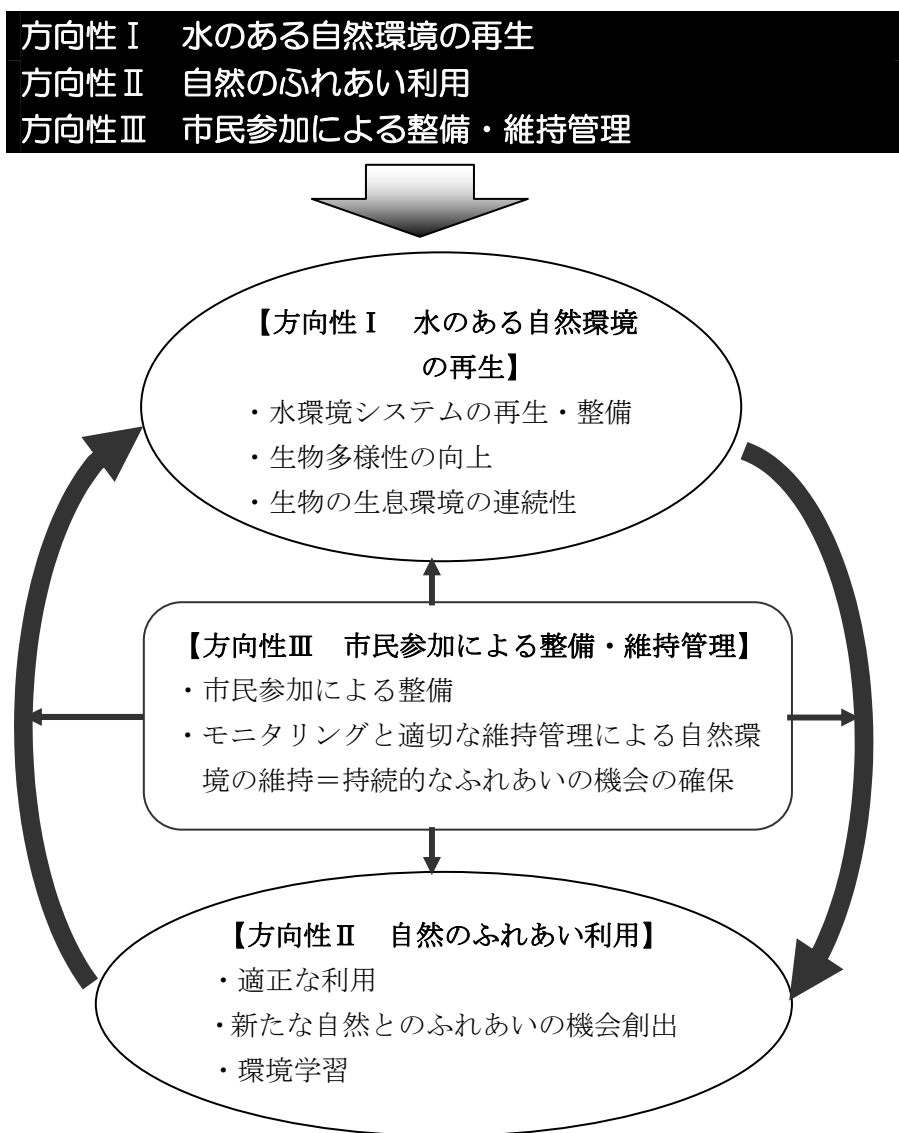 方向性Ⅰ　水のある自然環境の再生
方向性Ⅱ　自然のふれあい利用
方向性Ⅲ　市民参加による整備・維持管理
【方向性Ⅰ　水のある自然環境
の再生】
・水環境システムの再生・整備
・生物多様性の向上
・生物の生息環境の連続性
【方向性Ⅲ　市民参加による整備・維持管理】
・市民参加による整備
・モニタリングと適切な維持管理による自然環
境の維持＝持続的なふれあいの機会の確保
【方向性Ⅱ　自然のふれあい利用】
・適正な利用
・新たな自然とのふれあいの機会創出
・環境学習